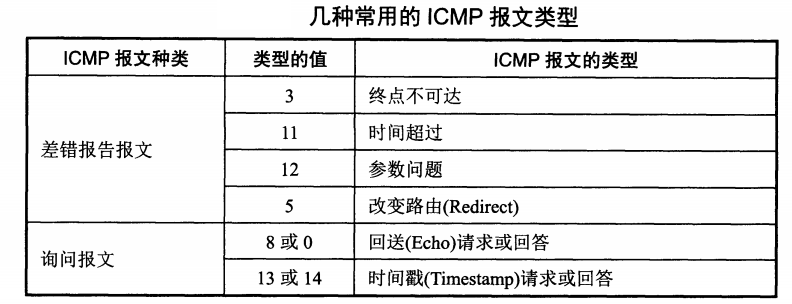 几种常用的 ICMP 报文类型
ICMP 报文种类 类型的值 ICMP 报文的类型
差错报告报文
3 终点不可达
11 时间超过
12 参数问题
5 改变路由(Redirect)
询问报文
8 或 0 回送(Echo)请求或回答
13 或 14 时间戳(Timestamp)请求或回答